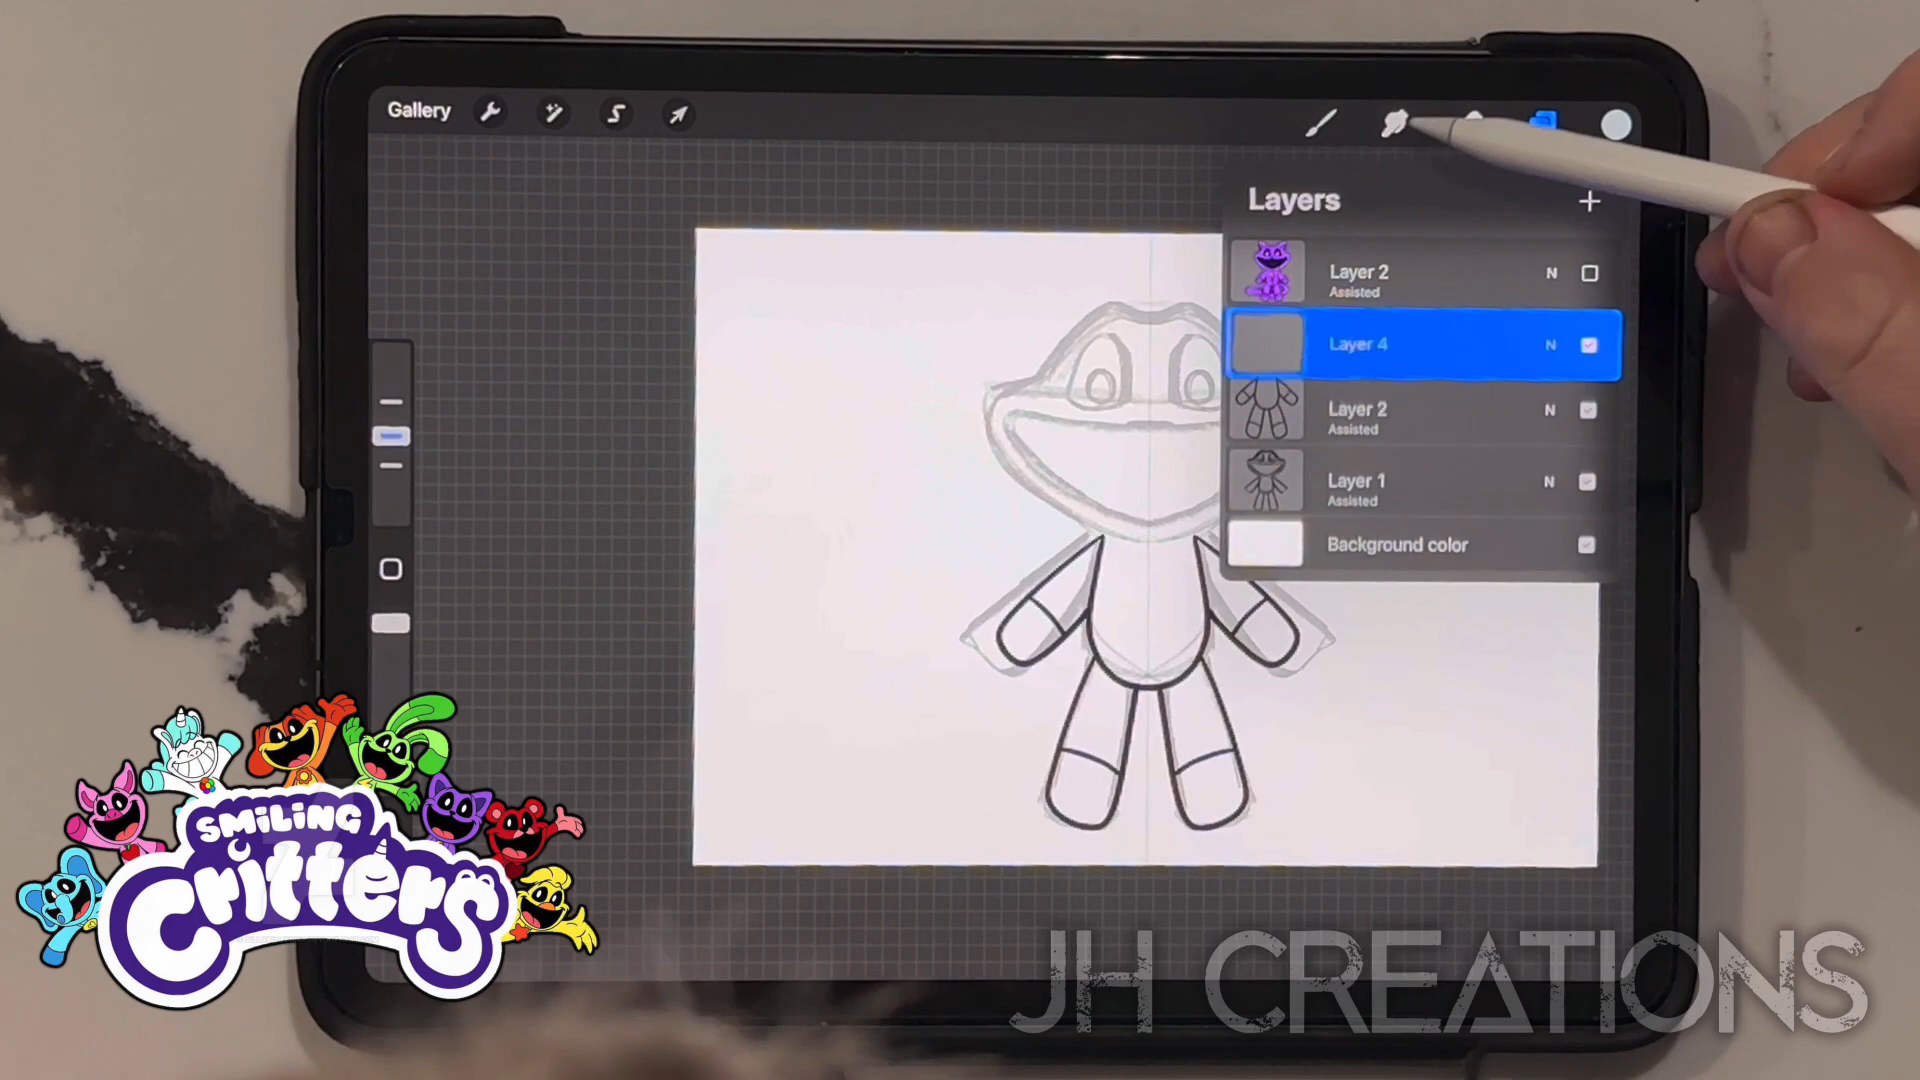 Gallery
Layers
Layer 2
N
Assisted
Layer 4
N
Layer 2
N
Assisted
Layer 1
N
Assisted
Background color
SMiLiNG
Critters
JH CREATIONS